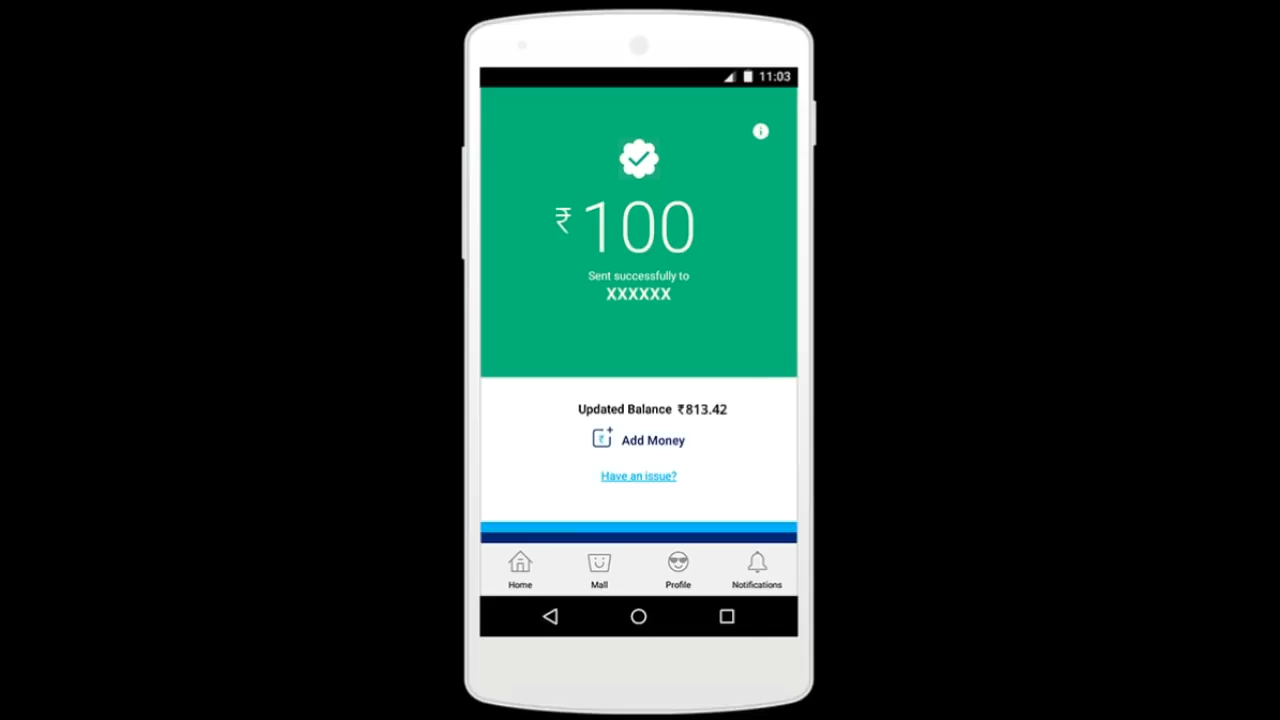 11:03
₹100
Sent successfully to
XXXXXX
Updated Balance ₹813.42
₹ Add Money
Have an issue?
Home Mall Profile Notifications